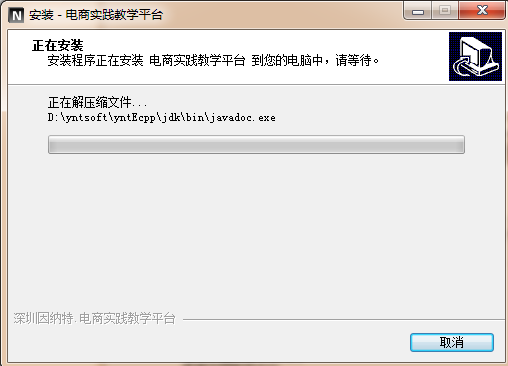 安装 - 电商实践教学平台
正在安装
安装程序正在安装 电商实践教学平台 到您的电脑中，请等待。
正在解压缩文件...
D:\yntsoft\yntEcpp\jdk\bin\javadoc.exe
深圳因纳特.电商实践教学平台
取消